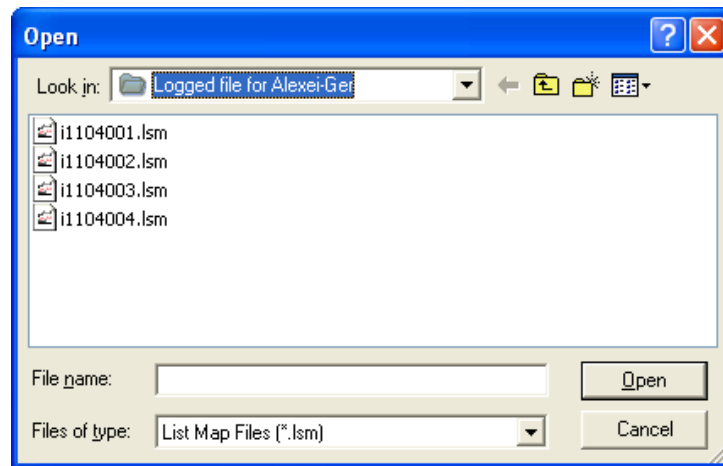 Open
Look in: Logged file for Alexei-Ger
i1104001.lsm
i1104002.lsm
i1104003.lsm
i1104004.lsm
File name:
Open
Files of type: List Map Files (*.lsm)
Cancel